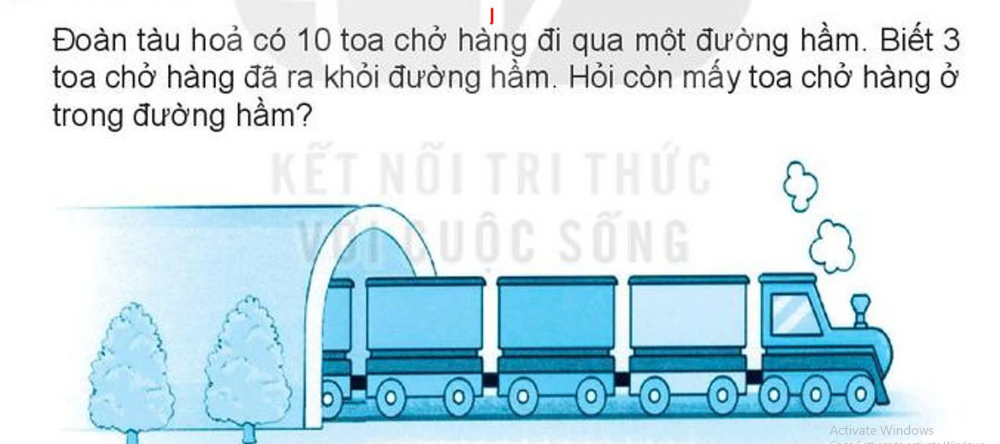 Đoàn tàu hoả có 10 toa chở hàng đi qua một đường hầm. Biết 3
toa chở hàng đã ra khỏi đường hầm. Hỏi còn mấy toa chở hàng ở
trong đường hầm?
KẾT NỐI TRI THỨC
VỚI CUỘC SỐNG
Activate Windows